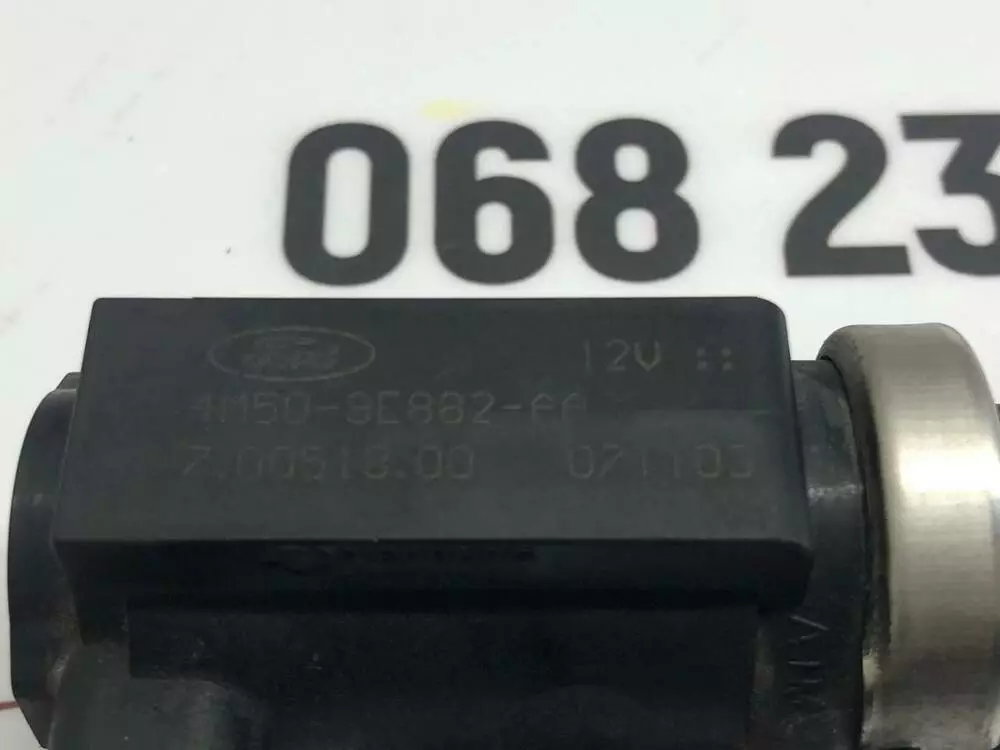 068 23
Ford
12V
4M5Q-9E882-AA
7.00518.00 071103